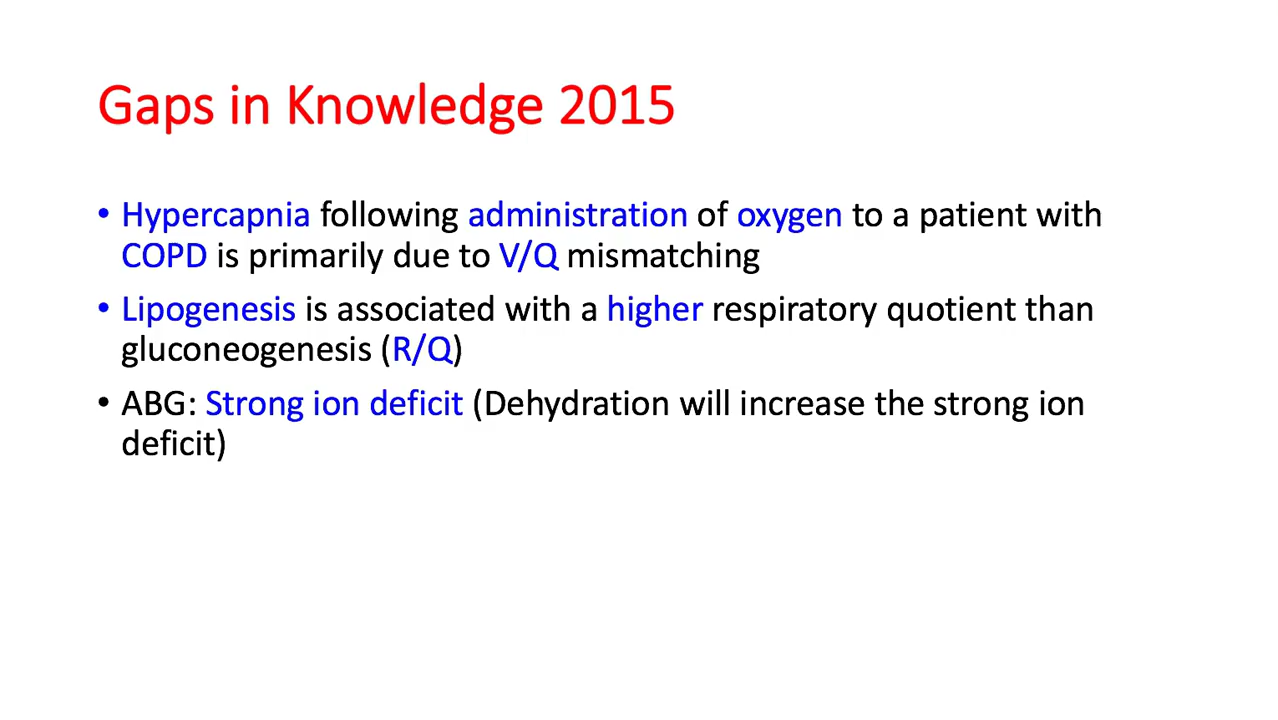 Gaps in Knowledge 2015
• Hypercapnia following administration of oxygen to a patient with
COPD is primarily due to V/Q mismatching
• Lipogenesis is associated with a higher respiratory quotient than
gluconeogenesis (R/Q)
• ABG: Strong ion deficit (Dehydration will increase the strong ion
deficit)